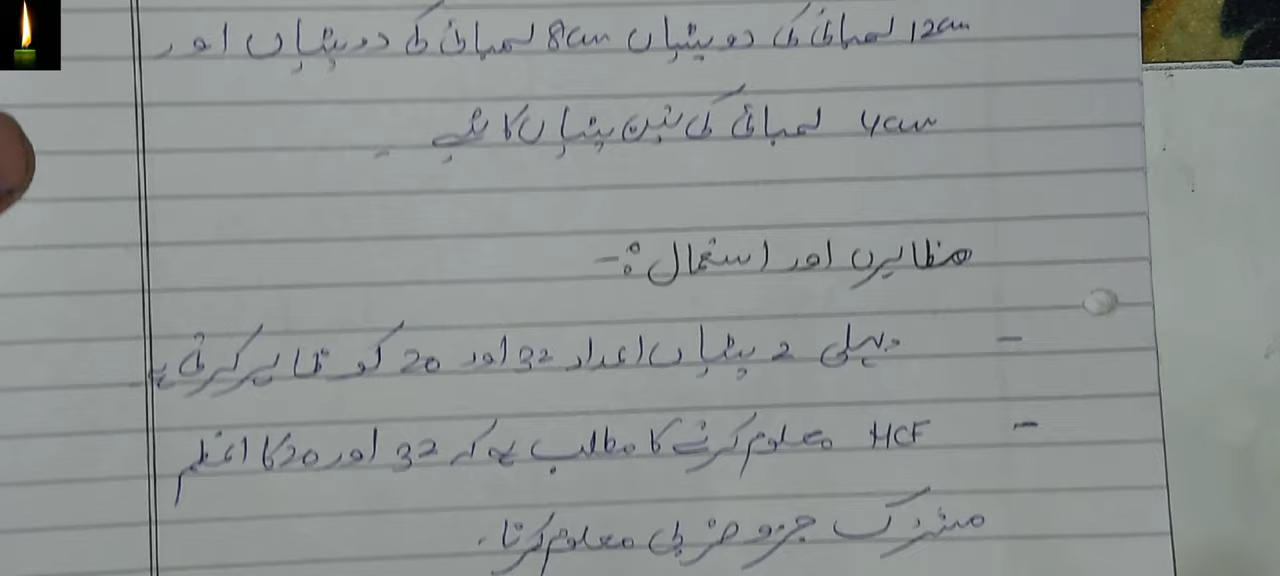 12cm لمبائی کی دو پٹیاں 8cm لمبائی کی دو پٹیاں اور
4cm لمبائی کی تین پٹیاں کاٹیے ۔
مظاہرہ اور استعمال :-
- پہلی 2 پٹیاں اعداد 32 اور 20 کو ظاہر کرتی ہے
- HCF معلوم کرنے کا مطلب ہے کہ 32 اور 20 کا اعظم
مشترک جزو ضربی معلوم کرنا ۔